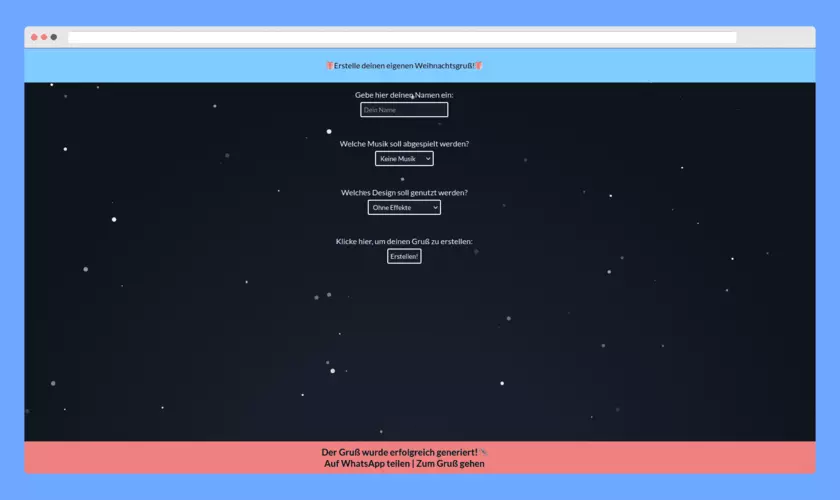 Erstelle deinen eigenen Weihnachtsgruß!
Gebe hier deinen Namen ein:
Dein Name
Welche Musik soll abgespielt werden?
Keine Musik
Welches Design soll genutzt werden?
Ohne Effekte
Klicke hier, um deinen Gruß zu erstellen:
Erstellen!
Der Gruß wurde erfolgreich generiert!
Auf WhatsApp teilen | Zum Gruß gehen